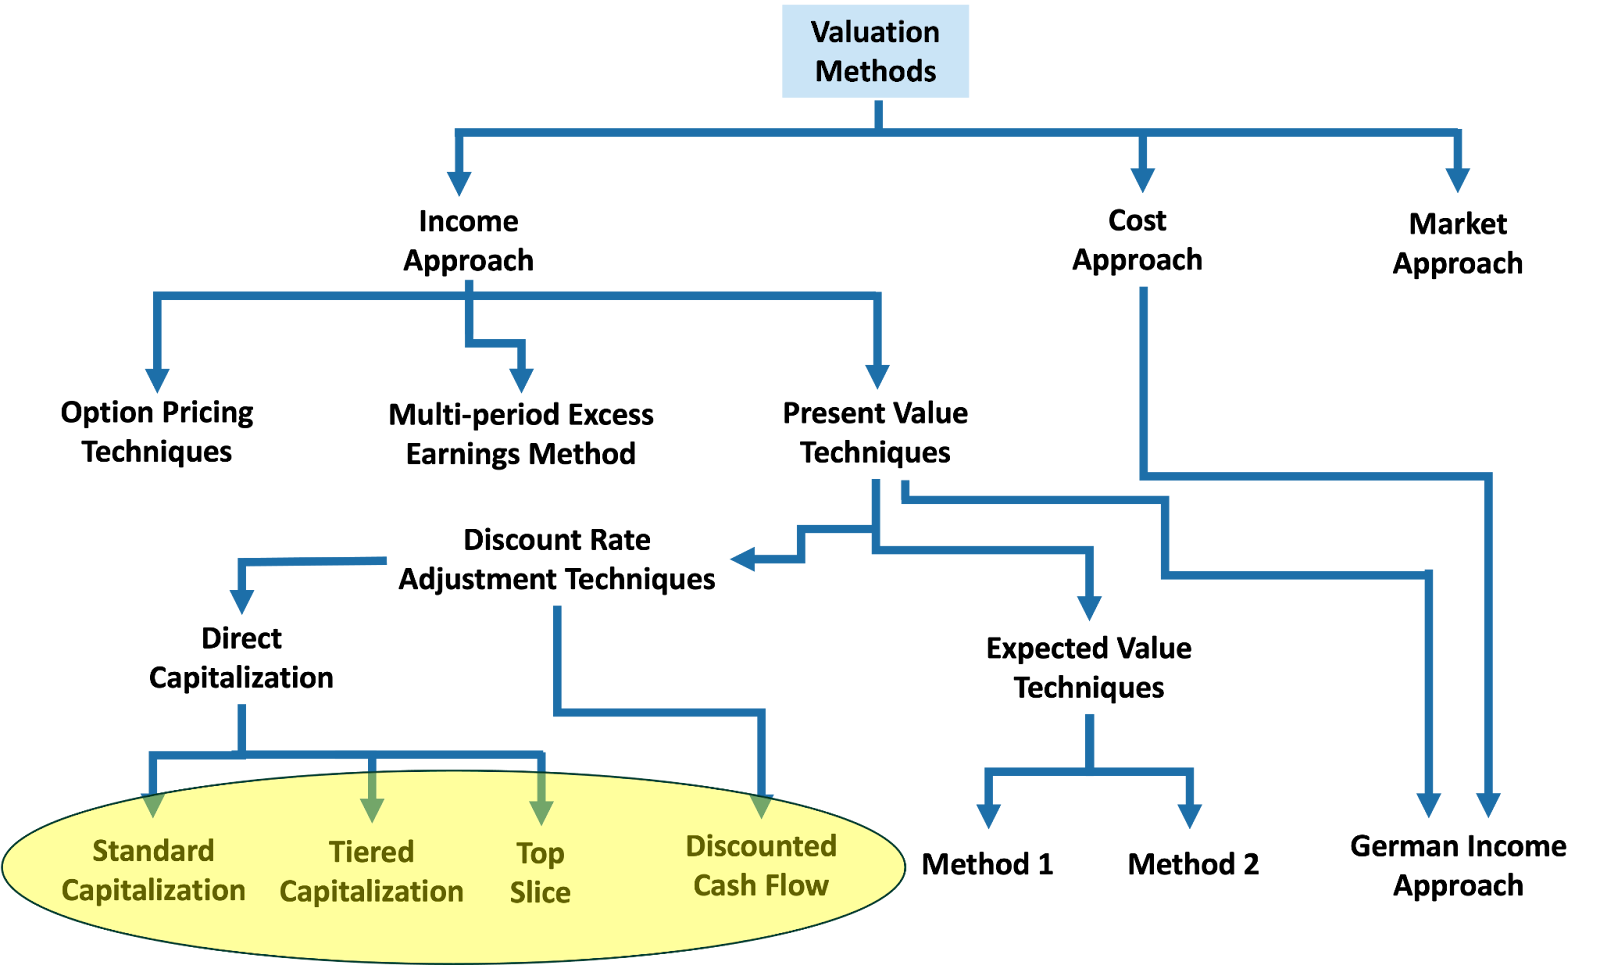 Valuation
Methods
Income
Approach
Cost
Approach
Market
Approach
Option Pricing
Techniques
Multi-period Excess
Earnings Method
Present Value
Techniques
Discount Rate
Adjustment Techniques
Direct
Capitalization
Expected Value
Techniques
Standard
Capitalization
Tiered
Capitalization
Top
Slice
Discounted
Cash Flow
Method 1
Method 2
German Income
Approach